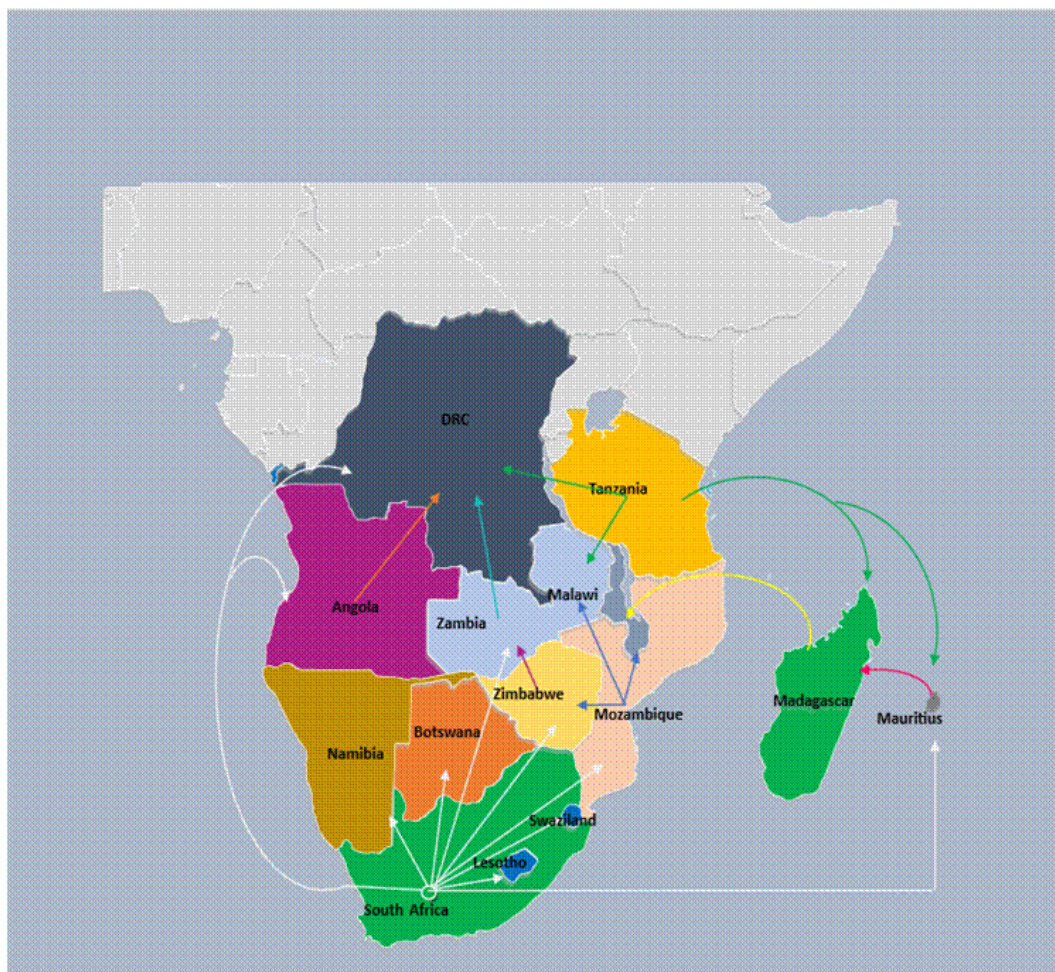 DRC
Tanzania
Malawi
Angola
Zambia
Zimbabwe
Madagascar
Mozambique
Mauritius
Botswana
Namibia
Swaziland
Lesotho
South Africa